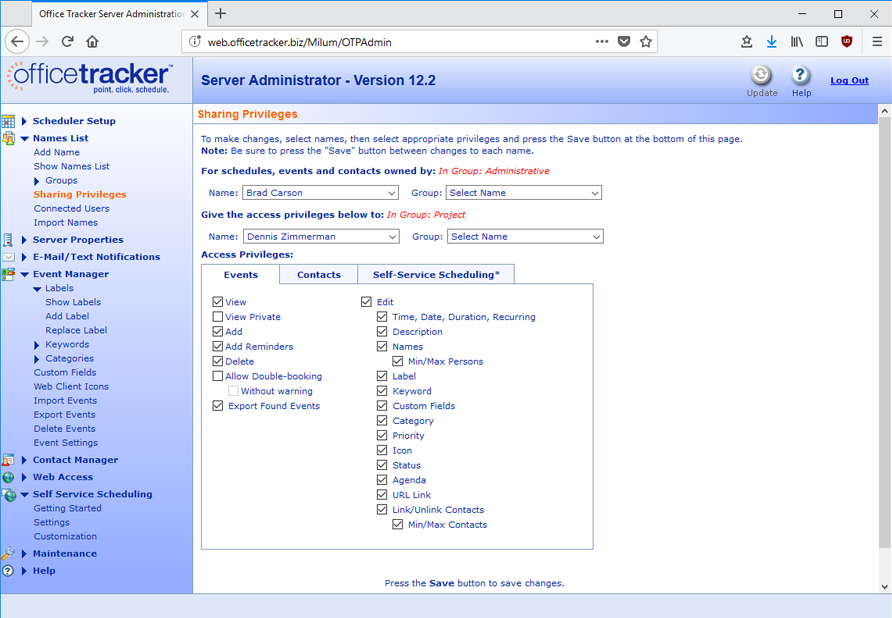 Office Tracker Server Administration
web.officetracker.biz/Milum/OTPAdmin
officetracker™
point. click. schedule.
Server Administrator - Version 12.2
Update
Help
Log Out
Scheduler Setup
Names List
Add Name
Show Names List
Groups
Sharing Privileges
Connected Users
Import Names
Server Properties
E-Mail/Text Notifications
Event Manager
Labels
Show Labels
Add Label
Replace Label
Keywords
Categories
Custom Fields
Web Client Icons
Import Events
Export Events
Delete Events
Event Settings
Contact Manager
Web Access
Self Service Scheduling
Getting Started
Settings
Customization
Maintenance
Help
Sharing Privileges
To make changes, select names, then select appropriate privileges and press the Save button at the bottom of this page.
Note: Be sure to press the "Save" button between changes to each name.
For schedules, events and contacts owned by: In Group: Administrative
Name: Brad Carson Group: Select Name
Give the access privileges below to: In Group: Project
Name: Dennis Zimmerman Group: Select Name
Access Privileges:
Events Contacts Self-Service Scheduling*
View
View Private
Add
Add Reminders
Delete
Allow Double-booking
Without warning
Export Found Events
Edit
Time, Date, Duration, Recurring
Description
Names
Min/Max Persons
Label
Keyword
Custom Fields
Category
Priority
Icon
Status
Agenda
URL Link
Link/Unlink Contacts
Min/Max Contacts
Press the Save button to save changes.